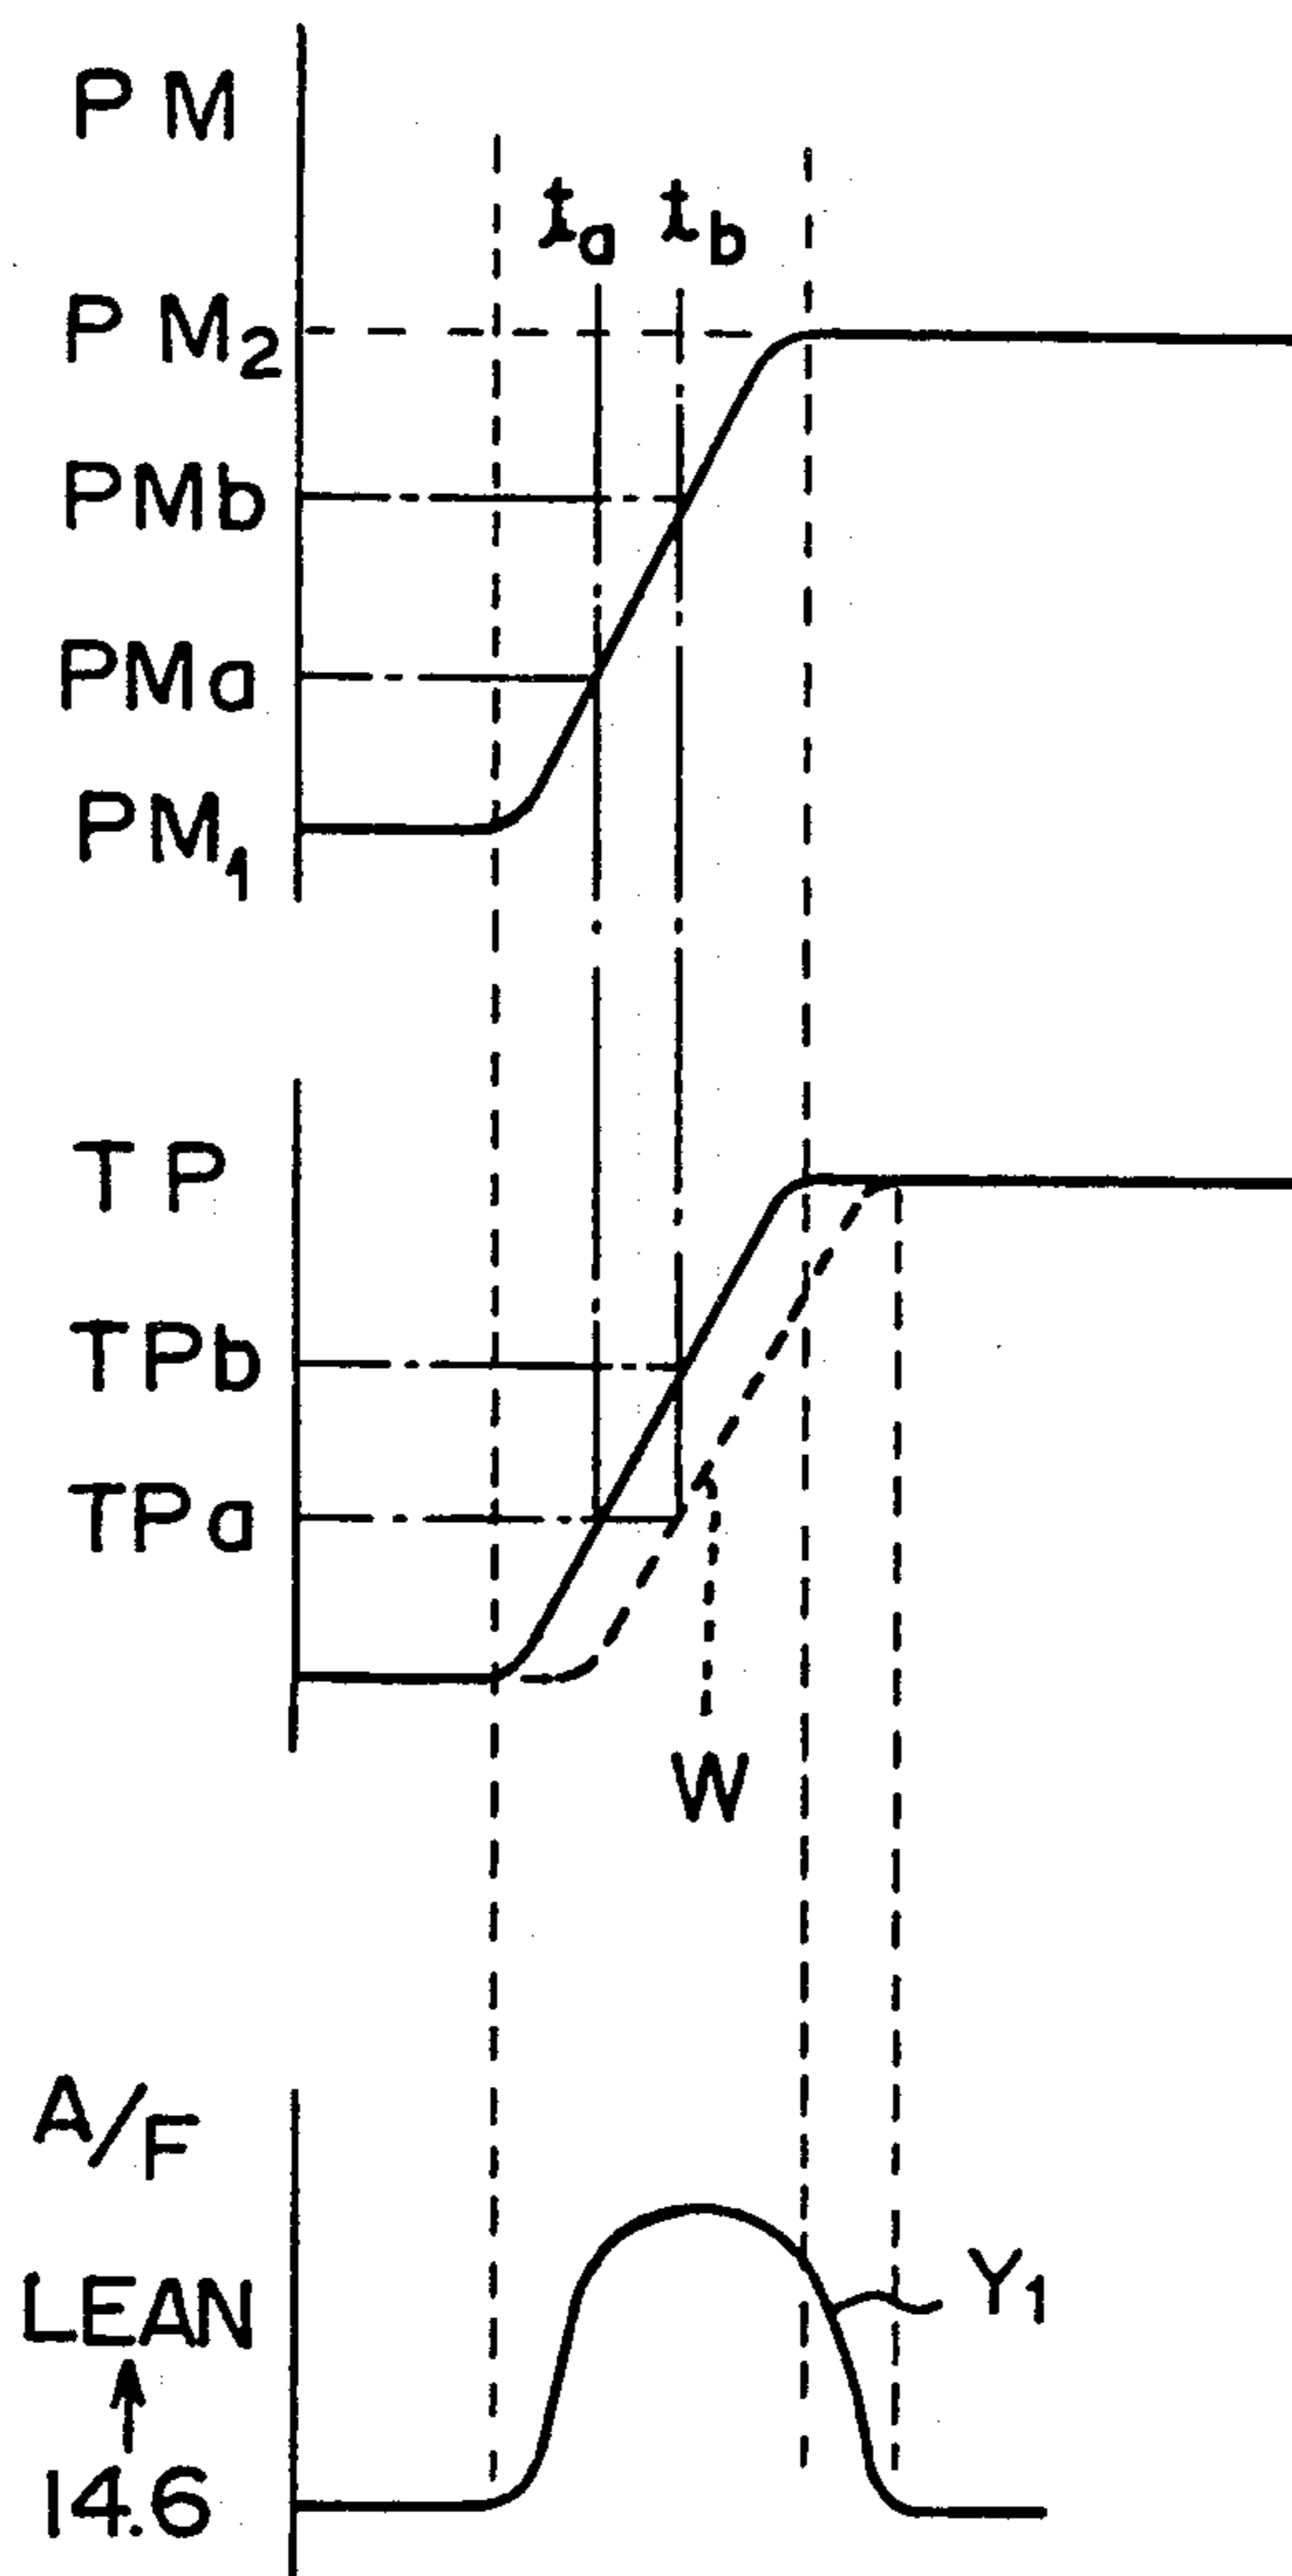 PM
ta tb
PM2
PMb
PMa
PM1
TP
TPb
TPa
W
A/F
LEAN
Y1
14.6